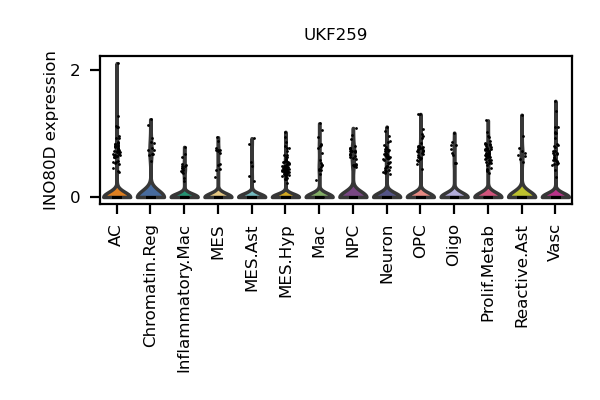 UKF259
INO80D expression
2
0
AC
Chromatin.Reg
Inflammatory.Mac
MES
MES.Ast
MES.Hyp
Mac
NPC
Neuron
OPC
Oligo
Prolif.Metab
Reactive.Ast
Vasc